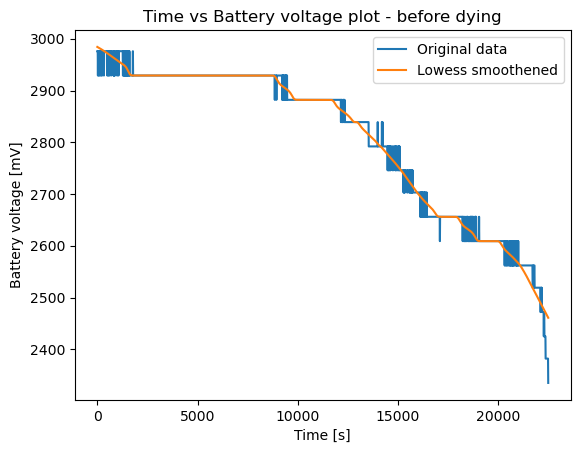 Time vs Battery voltage plot - before dying
Original data
Lowess smoothened
3000
2900
2800
2700
2600
2500
2400
Battery voltage [mV]
0 5000 10000 15000 20000
Time [s]